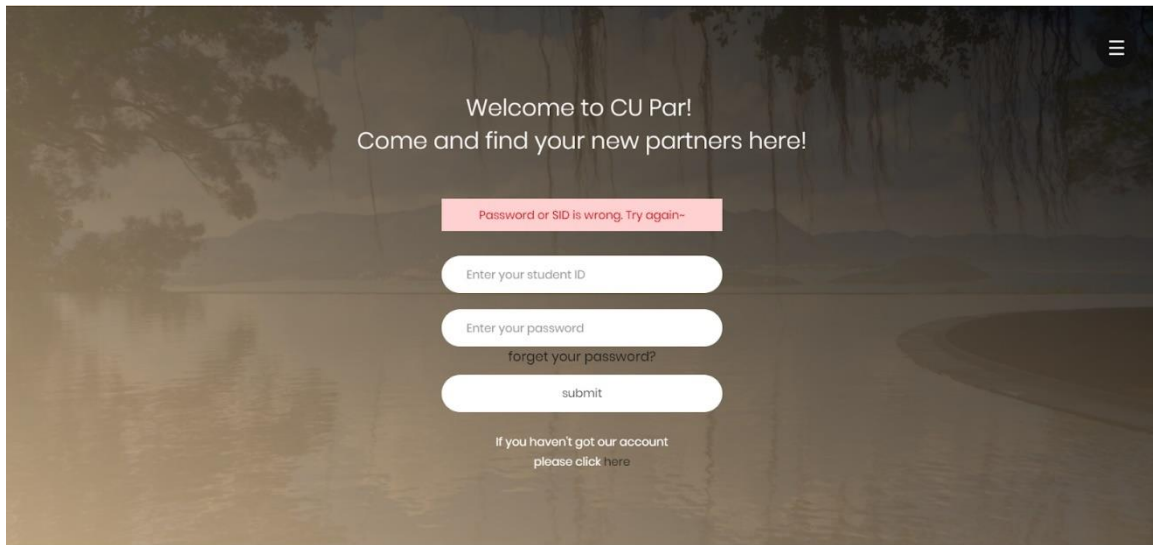 Welcome to CU Par!
Come and find your new partners here!
Password or SID is wrong. Try again~
Enter your student ID
Enter your password
forget your password?
submit
If you haven't got our account
please click here